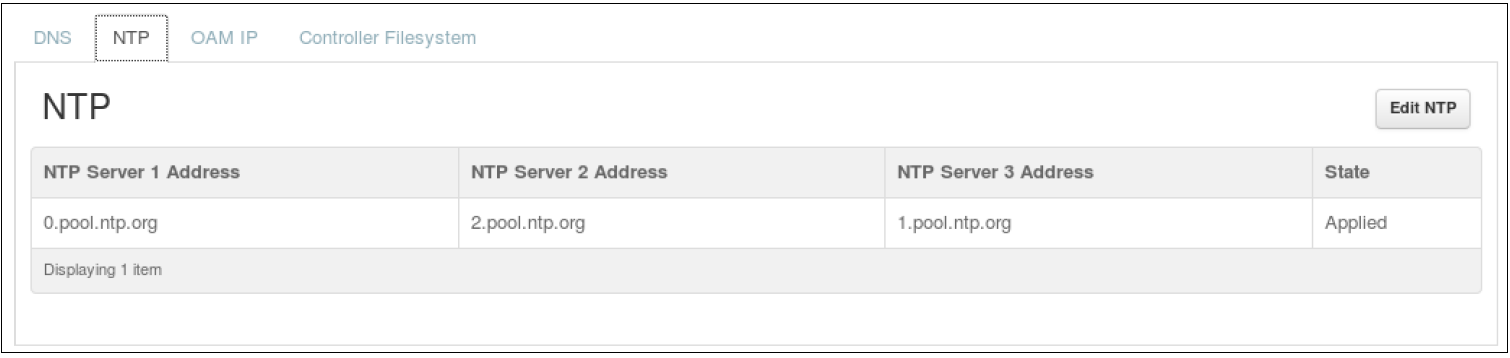 DNS NTP OAM IP Controller Filesystem
NTP
Edit NTP
NTP Server 1 Address NTP Server 2 Address NTP Server 3 Address State
0.pool.ntp.org 2.pool.ntp.org 1.pool.ntp.org Applied
Displaying 1 item